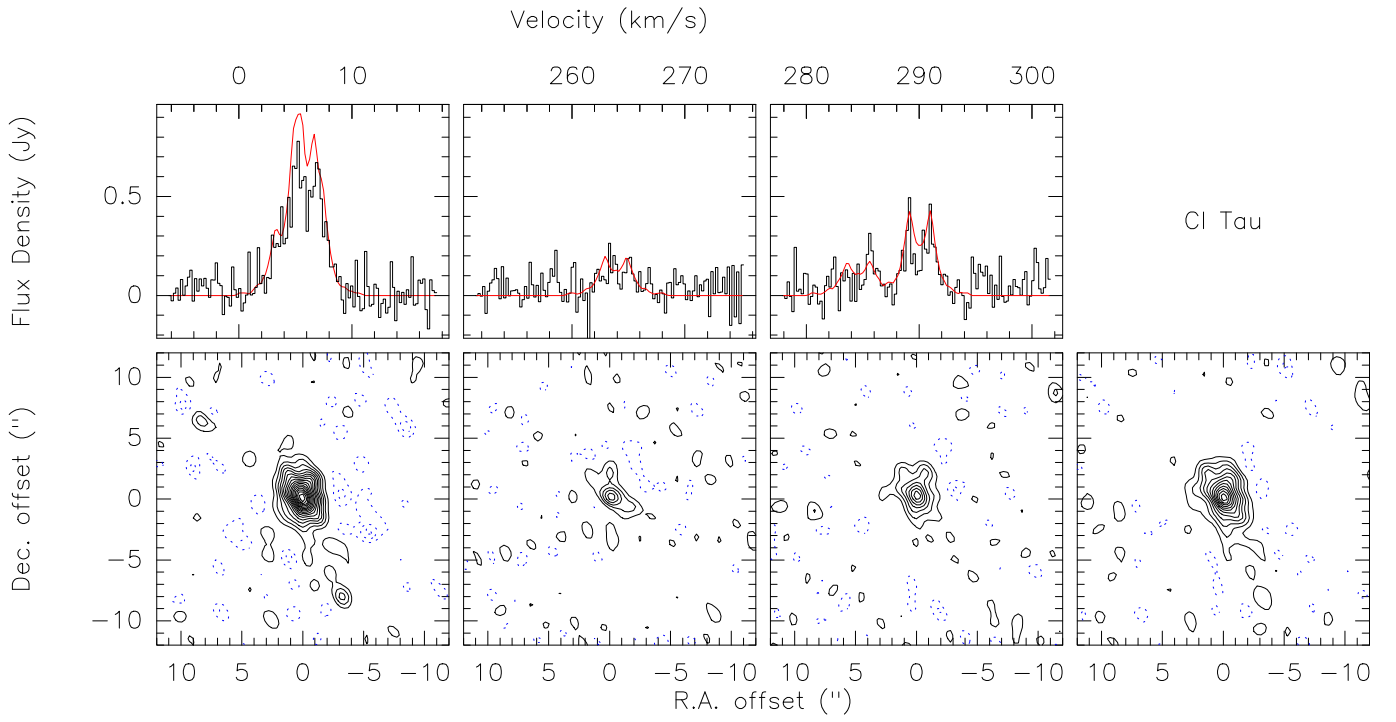 Velocity (km/s)
0 10 260 270 280 290 300
Flux Density (Jy)
0.5
0
CI Tau
Dec. offset (")
10
5
0
−5
−10
10 5 0 −5 −10 10 5 0 −5 −10 10 5 0 −5 −10 10 5 0 −5 −10
R.A. offset (")